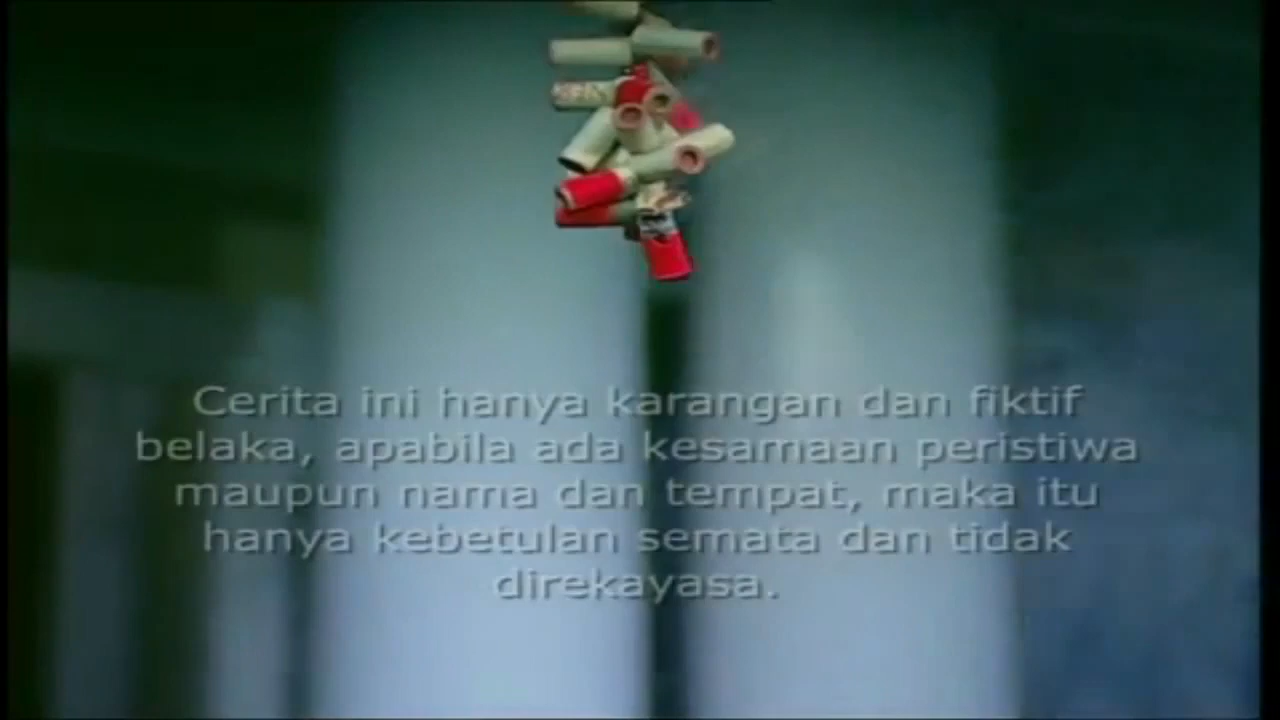 Cerita ini hanya karangan dan fiktif
belaka, apabila ada kesamaan peristiwa
maupun nama dan tempat, maka itu
hanya kebetulan semata dan tidak
direkayasa.